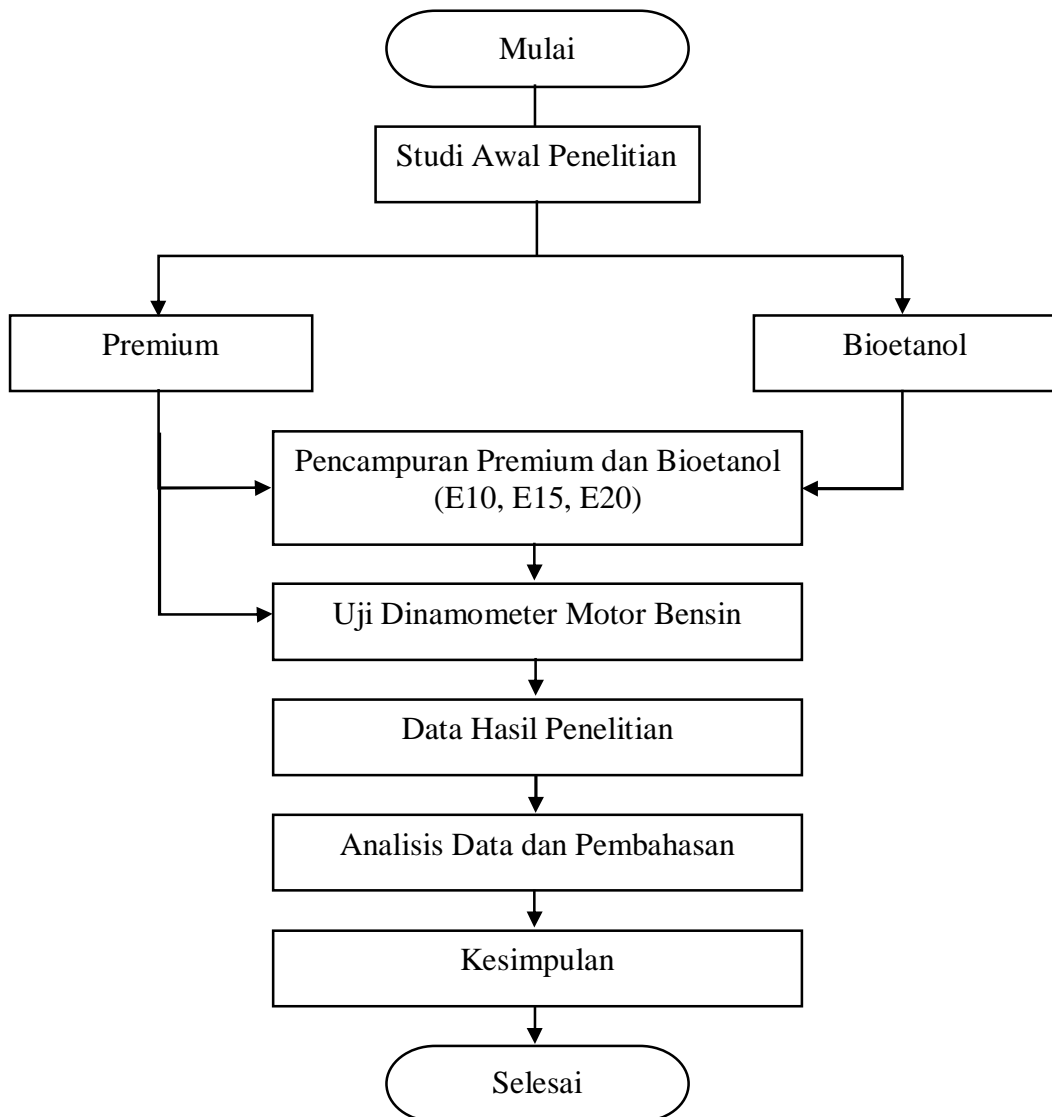 Mulai
Studi Awal Penelitian
Premium
Bioetanol
Pencampuran Premium dan Bioetanol
(E10, E15, E20)
Uji Dinamometer Motor Bensin
Data Hasil Penelitian
Analisis Data dan Pembahasan
Kesimpulan
Selesai